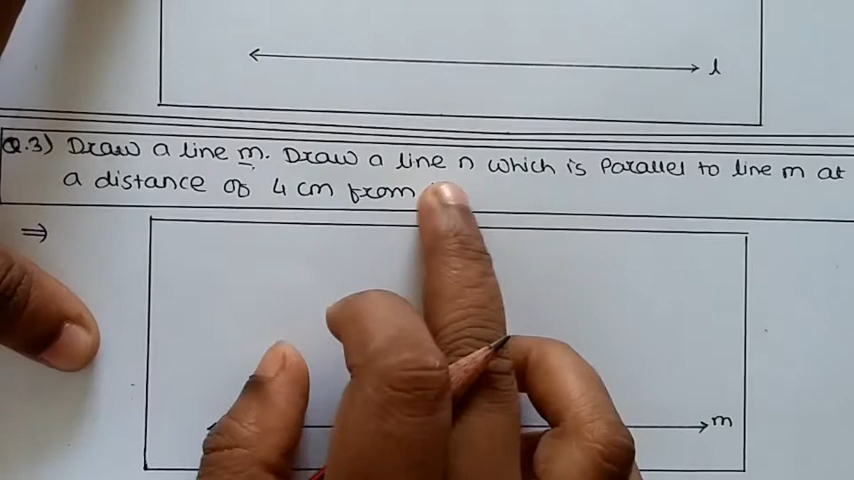 l
Q.3) Draw a line m. Draw a line n which is Parallel to line m at
a distance of 4 cm from
⇒
m